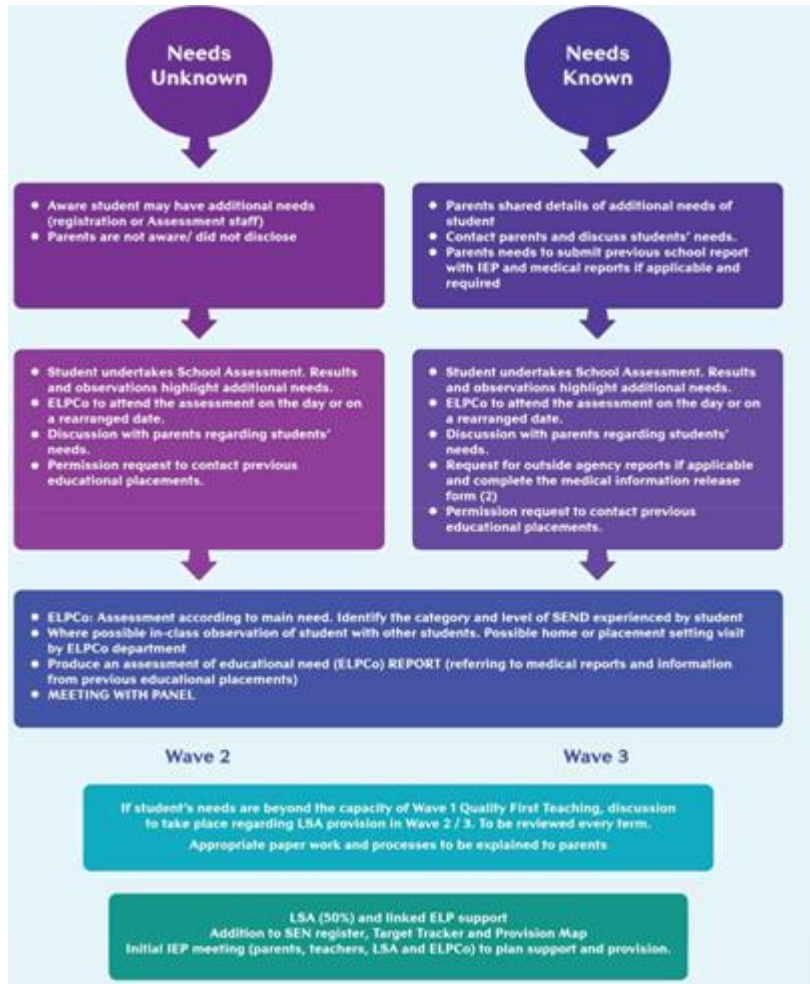 Needs
Unknown
Needs
Known
● Aware student may have additional needs
(registration or Assessment staff)
● Parents are not aware/ did not disclose
● Parents shared details of additional needs of
student
● Contact parents and discuss students' needs.
● Parents needs to submit previous school report
with IEP and medical reports if applicable and
required
● Student undertakes School Assessment. Results
and observations highlight additional needs.
● ELPCo to attend the assessment on the day or on
a rearranged date.
● Discussion with parents regarding students'
needs.
● Permission request to contact previous
educational placements.
● Student undertakes School Assessment. Results
and observations highlight additional needs.
● ELPCo to attend the assessment on the day or on
a rearranged date.
● Discussion with parents regarding students'
needs.
● Request for outside agency reports if applicable
and complete the medical information release
form (2)
● Permission request to contact previous
educational placements.
● ELPCo: Assessment according to main need. Identify the category and level of SEND experienced by student
● Where possible in-class observation of student with other students. Possible home or placement setting visit
by ELPCo department
● Produce an assessment of educational need (ELPCo) REPORT (referring to medical reports and information
from previous educational placements)
● MEETING WITH PANEL
Wave 2
Wave 3
If student's needs are beyond the capacity of Wave 1 Quality First Teaching, discussion
to take place regarding LSA provision in Wave 2 / 3. To be reviewed every term.
Appropriate paper work and processes to be explained to parents
LSA (50%) and linked ELP support
Addition to SEN register, Target Tracker and Provision Map
Initial IEP meeting (parents, teachers, LSA and ELPCo) to plan support and provision.